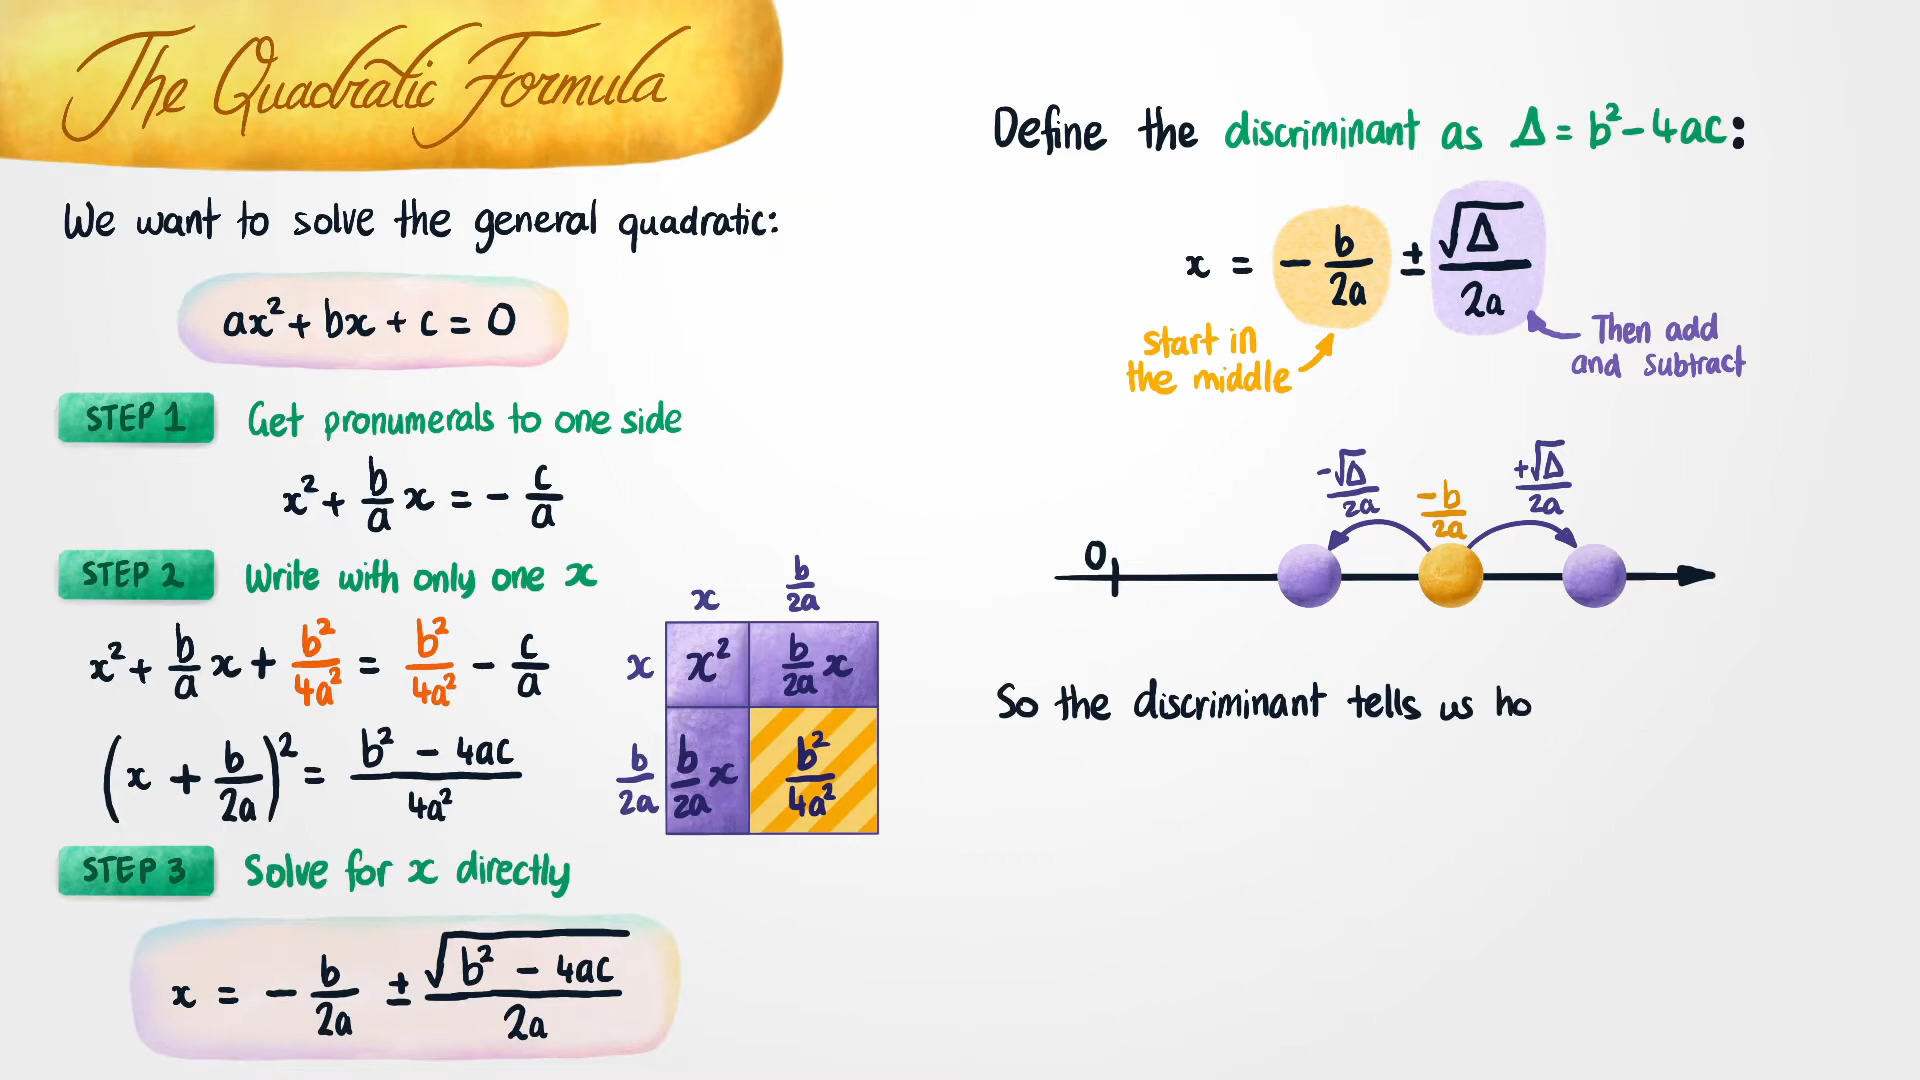 The Quadratic Formula
We want to solve the general quadratic:
ax² + bx + c = 0
STEP 1 Get pronumerals to one side
x² + b/a x = - c/a
STEP 2 Write with only one x
x² + b/a x + b²/4a² = b²/4a² - c/a
(x + b/2a)² = (b² - 4ac)/4a²
x b/2a
x x² b/2a x
b/2a b/2a x b²/4a²
STEP 3 Solve for x directly
x = - b/2a ± √(b² - 4ac)/2a
Define the discriminant as Δ = b² - 4ac:
x = - b/2a ± √Δ/2a
start in
the middle
Then add
and subtract
-√Δ/2a -b/2a +√Δ/2a
0
So the discriminant tells us ho